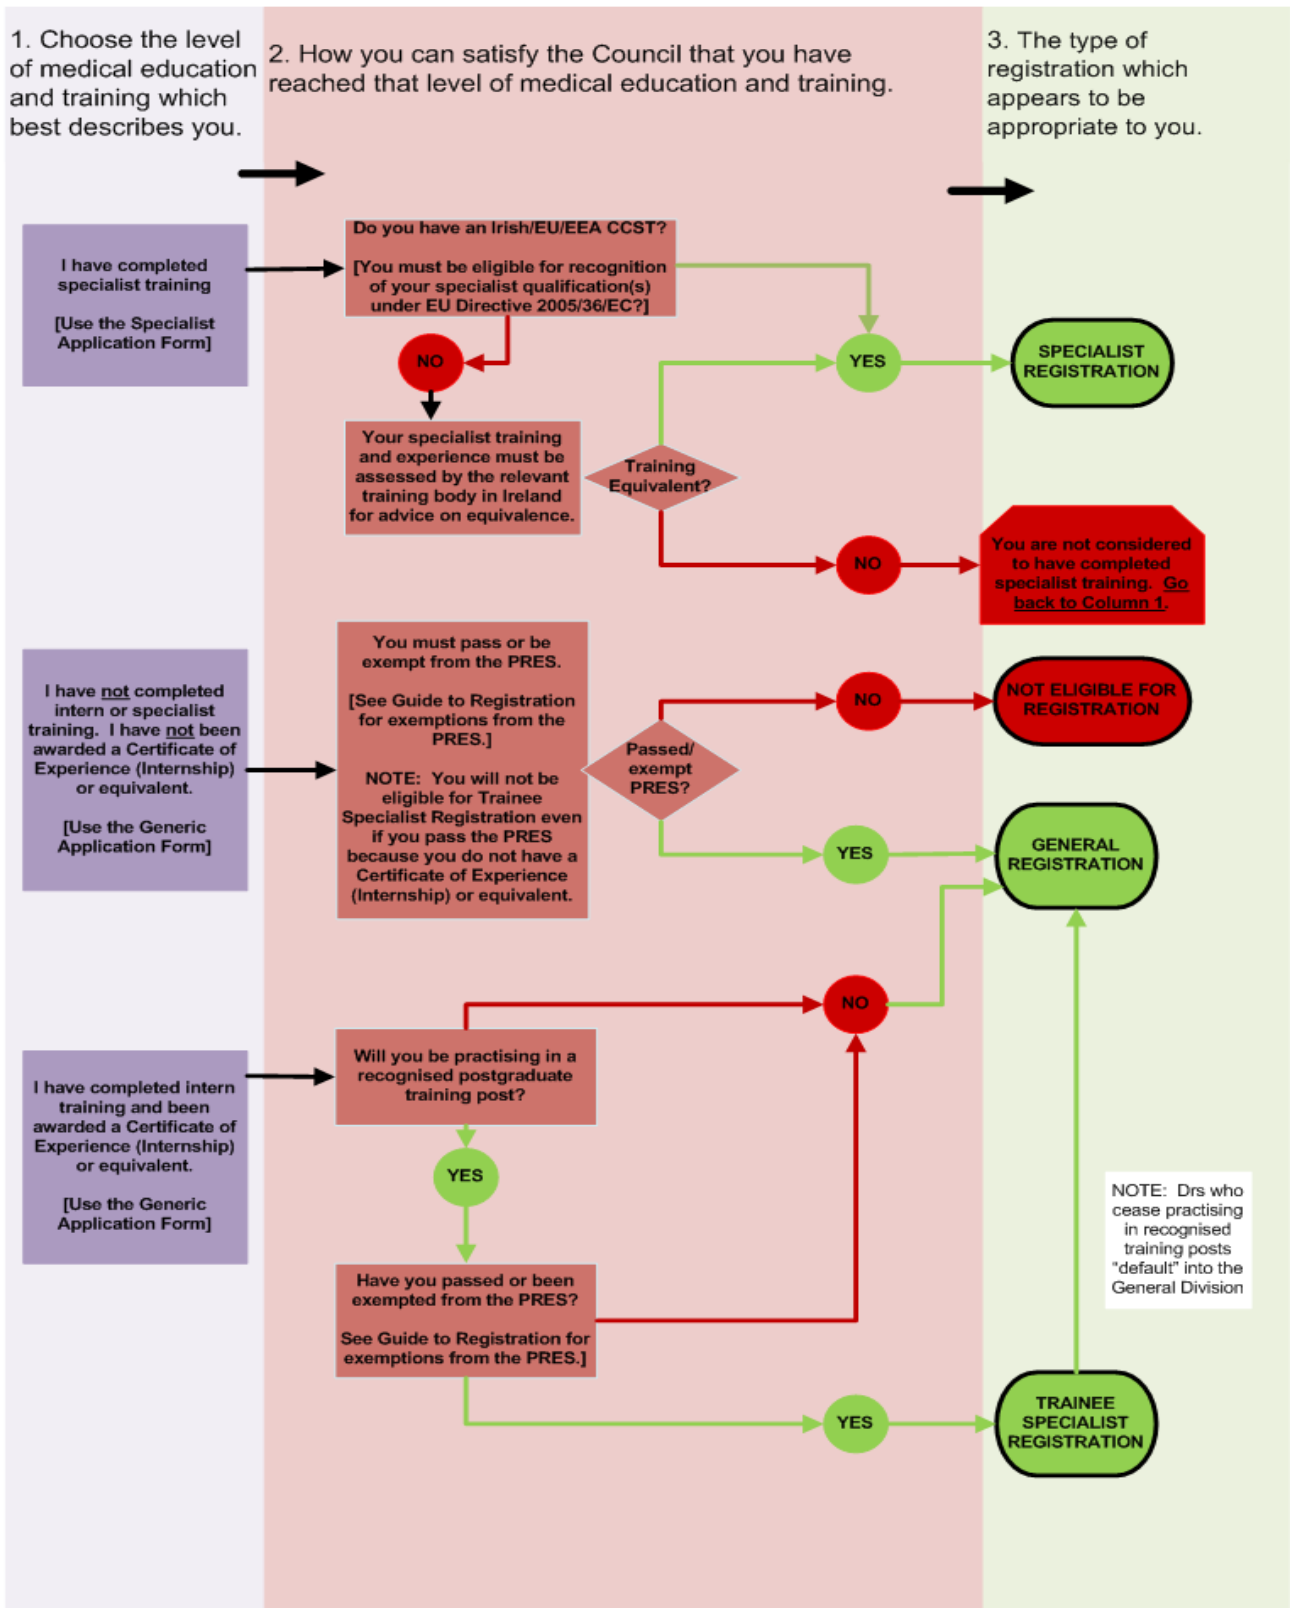 1. Choose the level
of medical education
and training which
best describes you.
2. How you can satisfy the Council that you have
reached that level of medical education and training.
3. The type of
registration which
appears to be
appropriate to you.
I have completed
specialist training
[Use the Specialist
Application Form]
Do you have an Irish/EU/EEA CCST?
[You must be eligible for recognition
of your specialist qualification(s)
under EU Directive 2005/36/EC?]
NO
YES
SPECIALIST
REGISTRATION
Your specialist training
and experience must be
assessed by the relevant
training body in Ireland
for advice on equivalence.
Training
Equivalent?
NO
You are not considered
to have completed
specialist training. Go
back to Column 1.
I have not completed
intern or specialist
training. I have not been
awarded a Certificate of
Experience (Internship)
or equivalent.
[Use the Generic
Application Form]
You must pass or be
exempt from the PRES.
[See Guide to Registration
for exemptions from the
PRES.]
NOTE: You will not be
eligible for Trainee
Specialist Registration even
if you pass the PRES
because you do not have a
Certificate of Experience
(Internship) or equivalent.
Passed/
exempt
PRES?
NO
NOT ELIGIBLE FOR
REGISTRATION
YES
GENERAL
REGISTRATION
I have completed intern
training and been
awarded a Certificate of
Experience (Internship)
or equivalent.
[Use the Generic
Application Form]
Will you be practising in a
recognised postgraduate
training post?
NO
YES
Have you passed or been
exempted from the PRES?
See Guide to Registration for
exemptions from the PRES.]
YES
NOTE: Drs who
cease practising
in recognised
training posts
"default" into the
General Division
TRAINEE
SPECIALIST
REGISTRATION